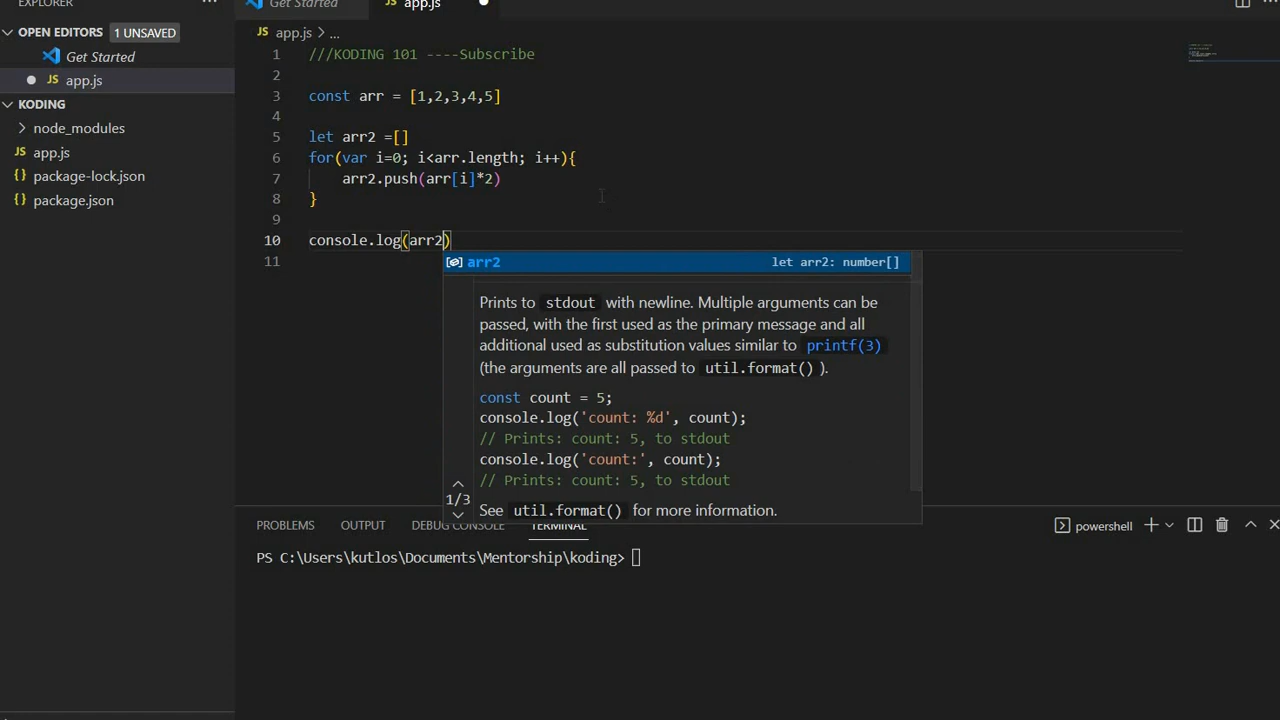 EXPLORER ...
Get Started
JS app.js
OPEN EDITORS 1 UNSAVED
Get Started
JS app.js
KODING
node_modules
JS app.js
package-lock.json
package.json
JS app.js > ...
1 ///KODING 101 ----Subscribe
2
3 const arr = [1,2,3,4,5]
4
5 let arr2 =[]
6 for(var i=0; i<arr.length; i++){
7 arr2.push(arr[i]*2)
8 }
9
10 console.log(arr2)
11
arr2 let arr2: number[]
Prints to stdout with newline. Multiple arguments can be
passed, with the first used as the primary message and all
additional used as substitution values similar to printf(3)
(the arguments are all passed to util.format() ).
const count = 5;
console.log('count: %d', count);
// Prints: count: 5, to stdout
console.log('count:', count);
// Prints: count: 5, to stdout
1/3
See util.format() for more information.
PROBLEMS OUTPUT DEBUG CONSOLE TERMINAL powershell
PS C:\Users\kutlos\Documents\Mentorship\koding>